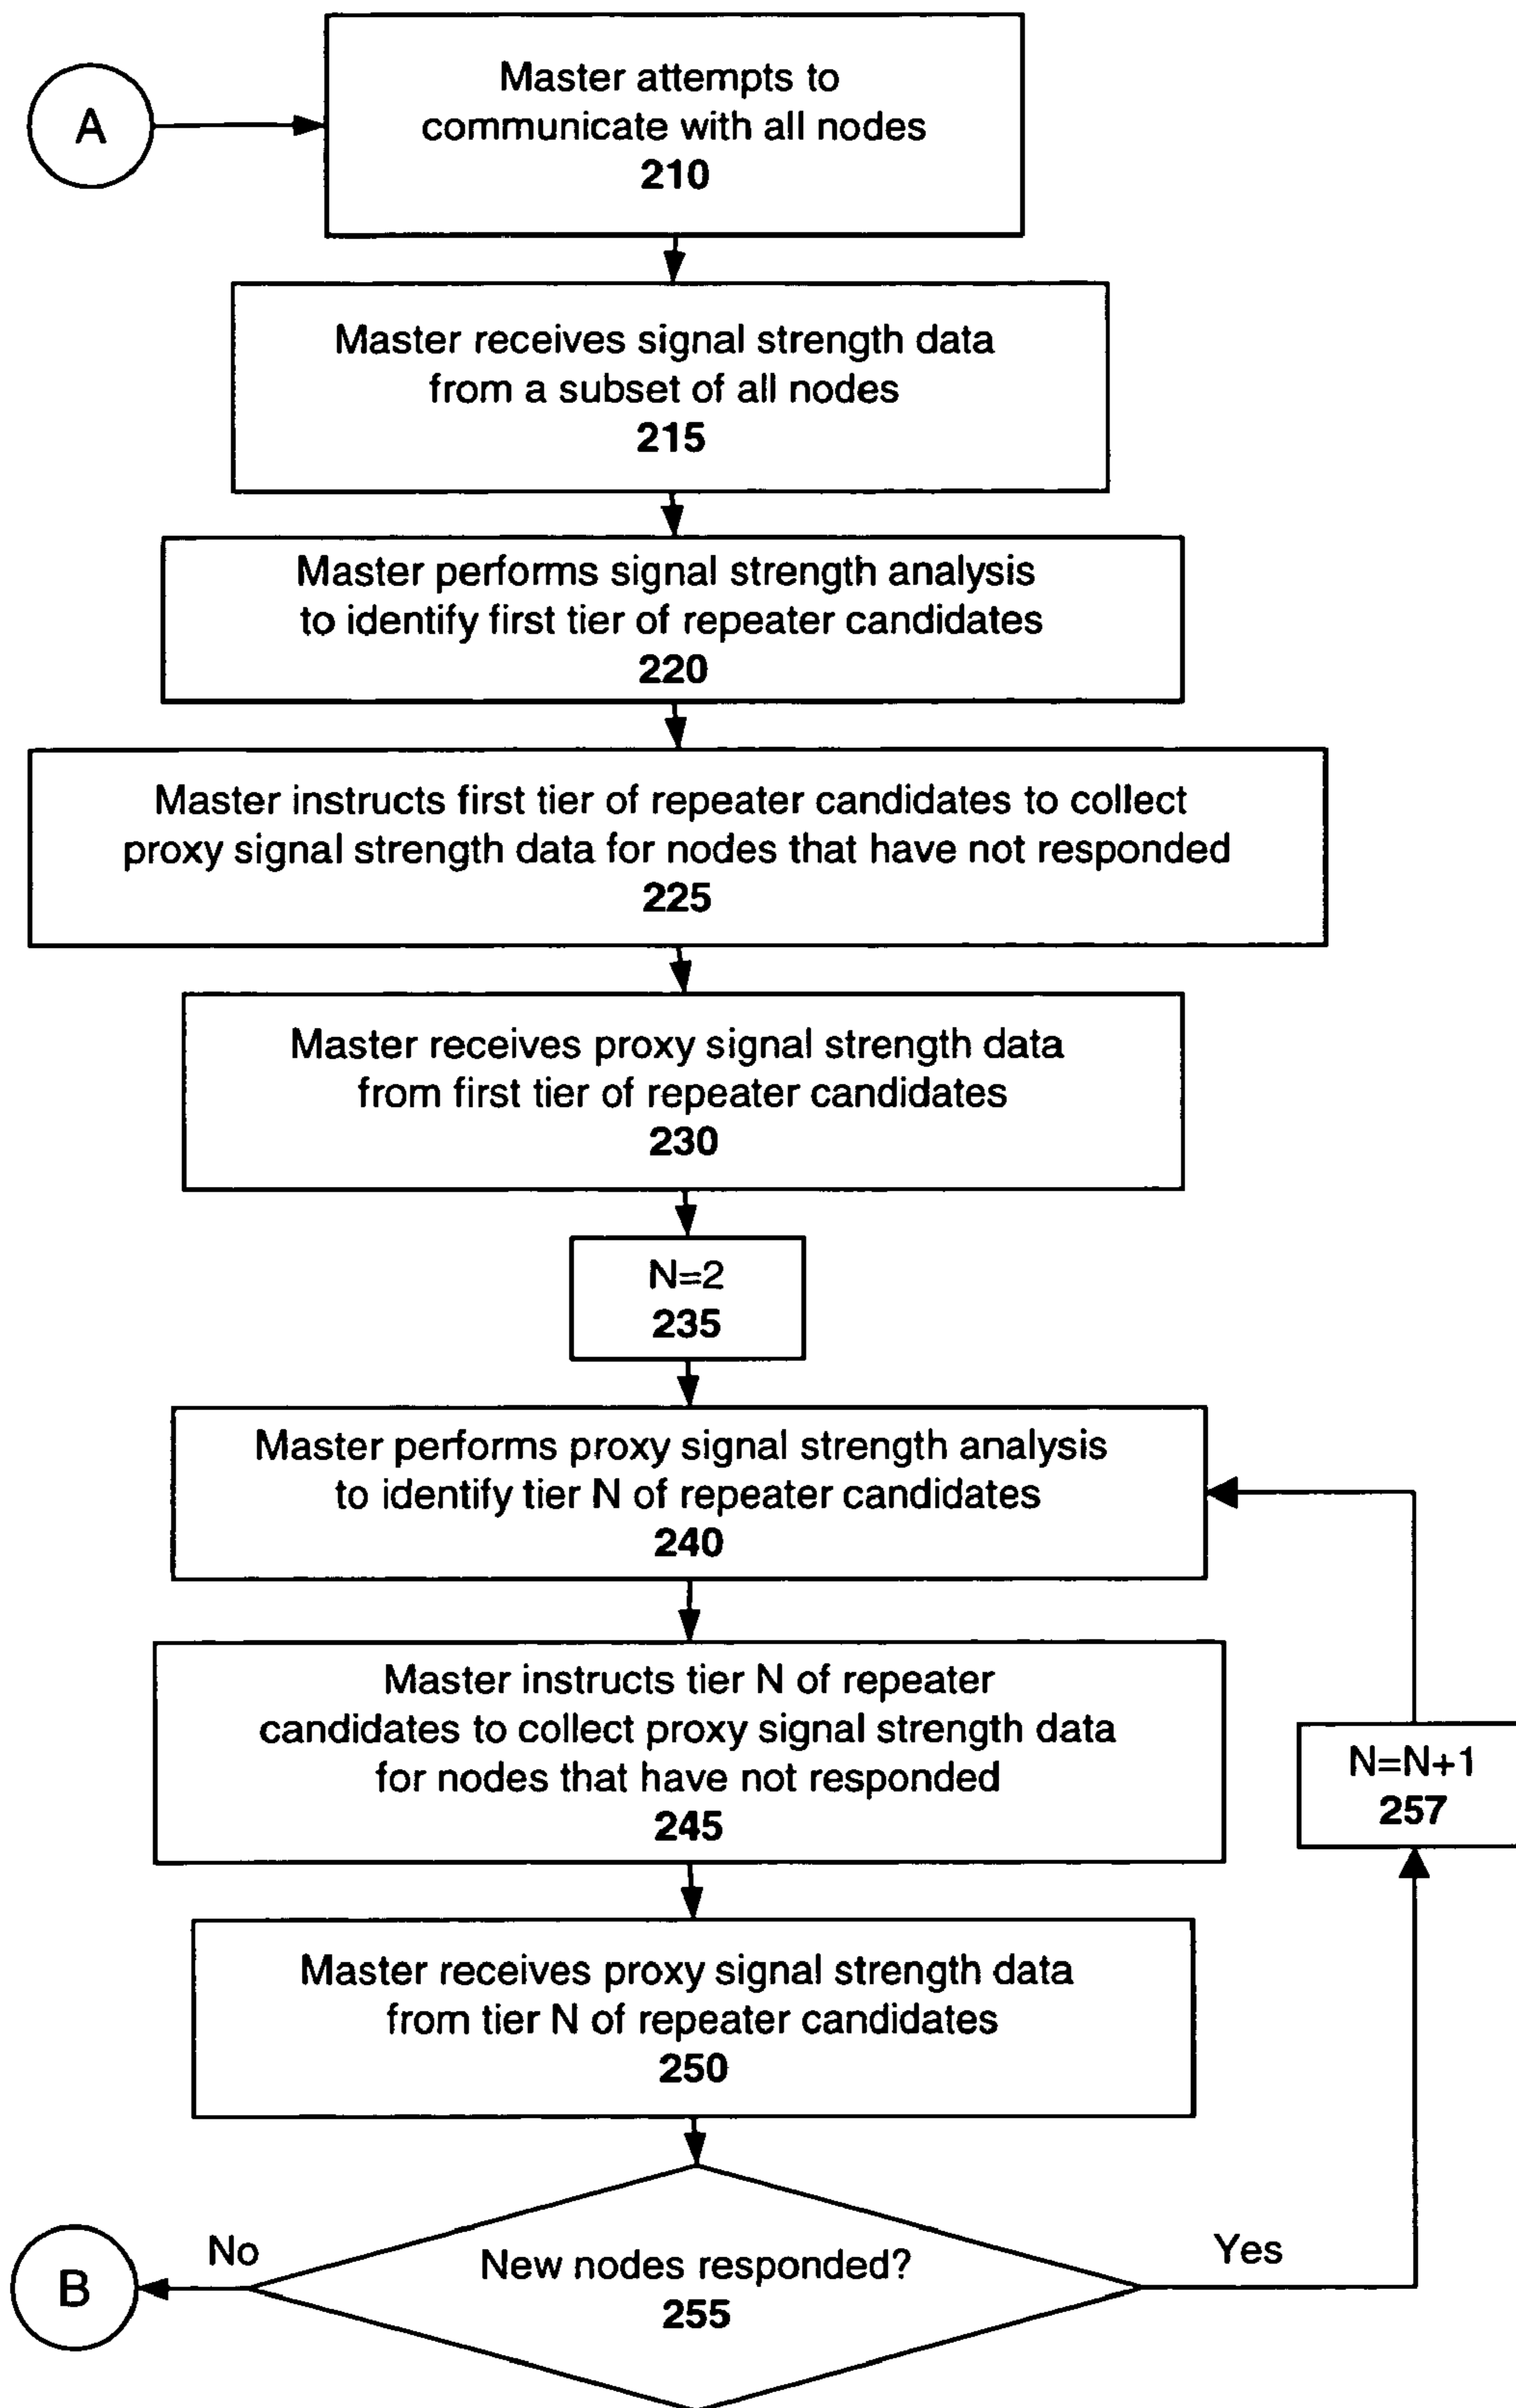 A
Master attempts to
communicate with all nodes
210
Master receives signal strength data
from a subset of all nodes
215
Master performs signal strength analysis
to identify first tier of repeater candidates
220
Master instructs first tier of repeater candidates to collect
proxy signal strength data for nodes that have not responded
225
Master receives proxy signal strength data
from first tier of repeater candidates
230
N=2
235
Master performs proxy signal strength analysis
to identify tier N of repeater candidates
240
Master instructs tier N of repeater
candidates to collect proxy signal strength data
for nodes that have not responded
245
N=N+1
257
Master receives proxy signal strength data
from tier N of repeater candidates
250
No
Yes
New nodes responded?
255
B